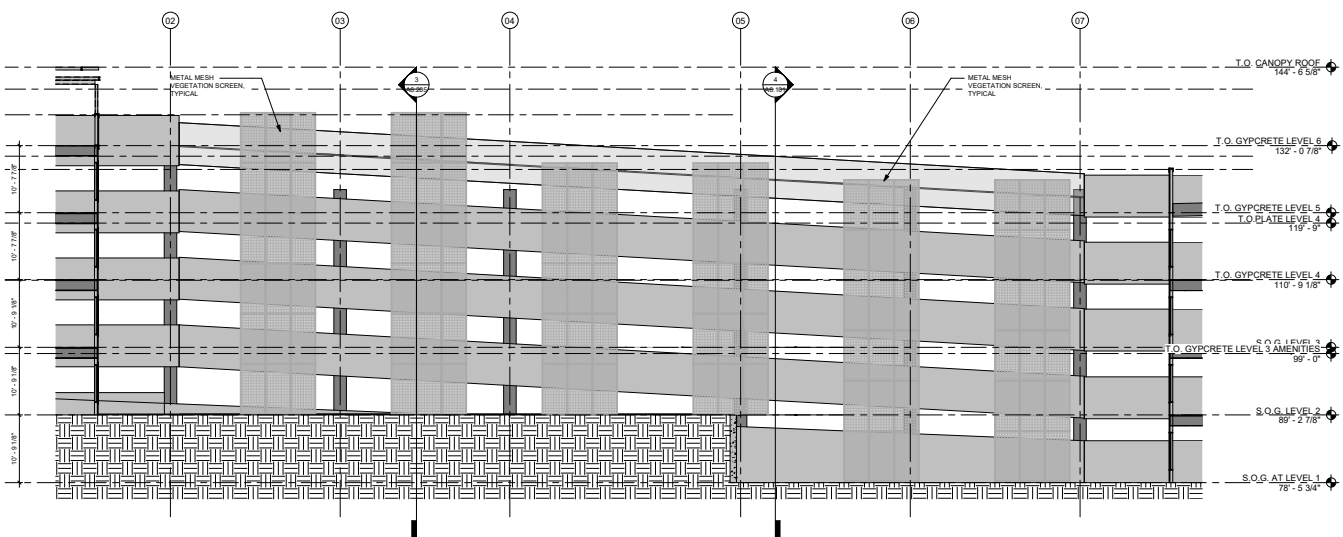 02
03
04
05
06
07
T.O. CANOPY ROOF
144' - 6 5/8"
METAL MESH
VEGETATION SCREEN,
TYPICAL
3
A6.205
4
A6.101
METAL MESH
VEGETATION SCREEN,
TYPICAL
T.O. GYPCRETE LEVEL 6
132' - 0 7/8"
10' - 7 7/8"
T.O. GYPCRETE LEVEL 5
T.O.PLATE LEVEL 4
119' - 9"
10' - 7 7/8"
T.O. GYPCRETE LEVEL 4
110' - 9 1/8"
10' - 9 1/8"
S.O.G. LEVEL 3
T.O. GYPCRETE LEVEL 3 AMENITIES
99' - 0"
10' - 9 1/8"
S.O.G. LEVEL 2
89' - 2 7/8"
10' - 9 1/8"
S.O.G. AT LEVEL 1
78' - 5 3/4"